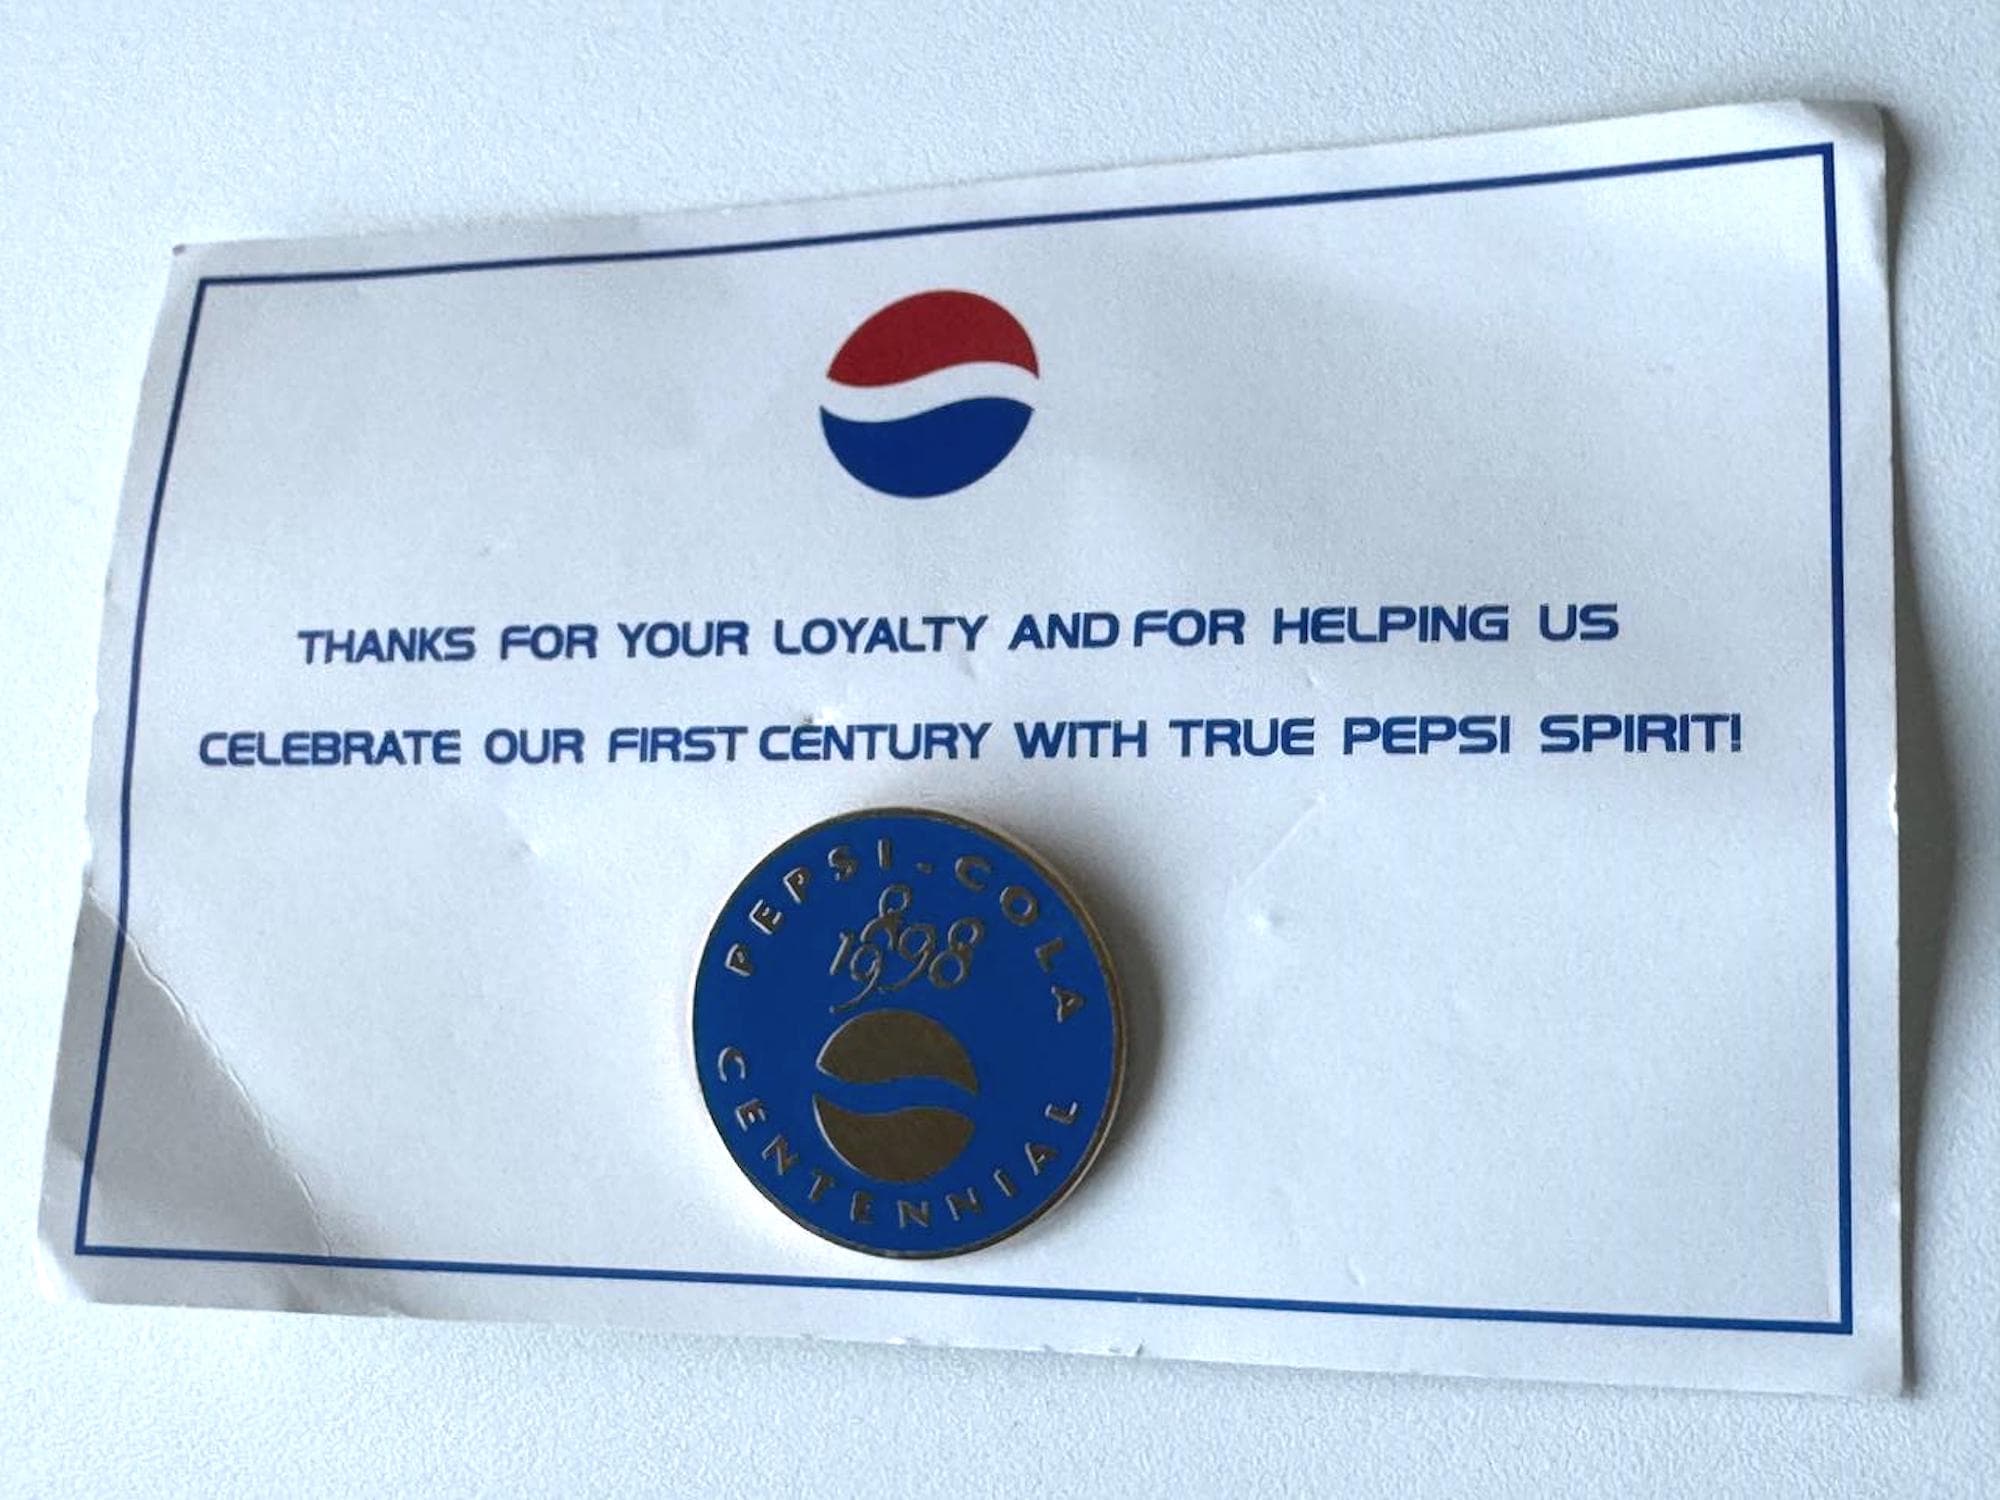 THANKS FOR YOUR LOYALTY AND FOR HELPING US
CELEBRATE OUR FIRST CENTURY WITH TRUE PEPSI SPIRIT!
PEPSI-COLA
1898
1998
CENTENNIAL